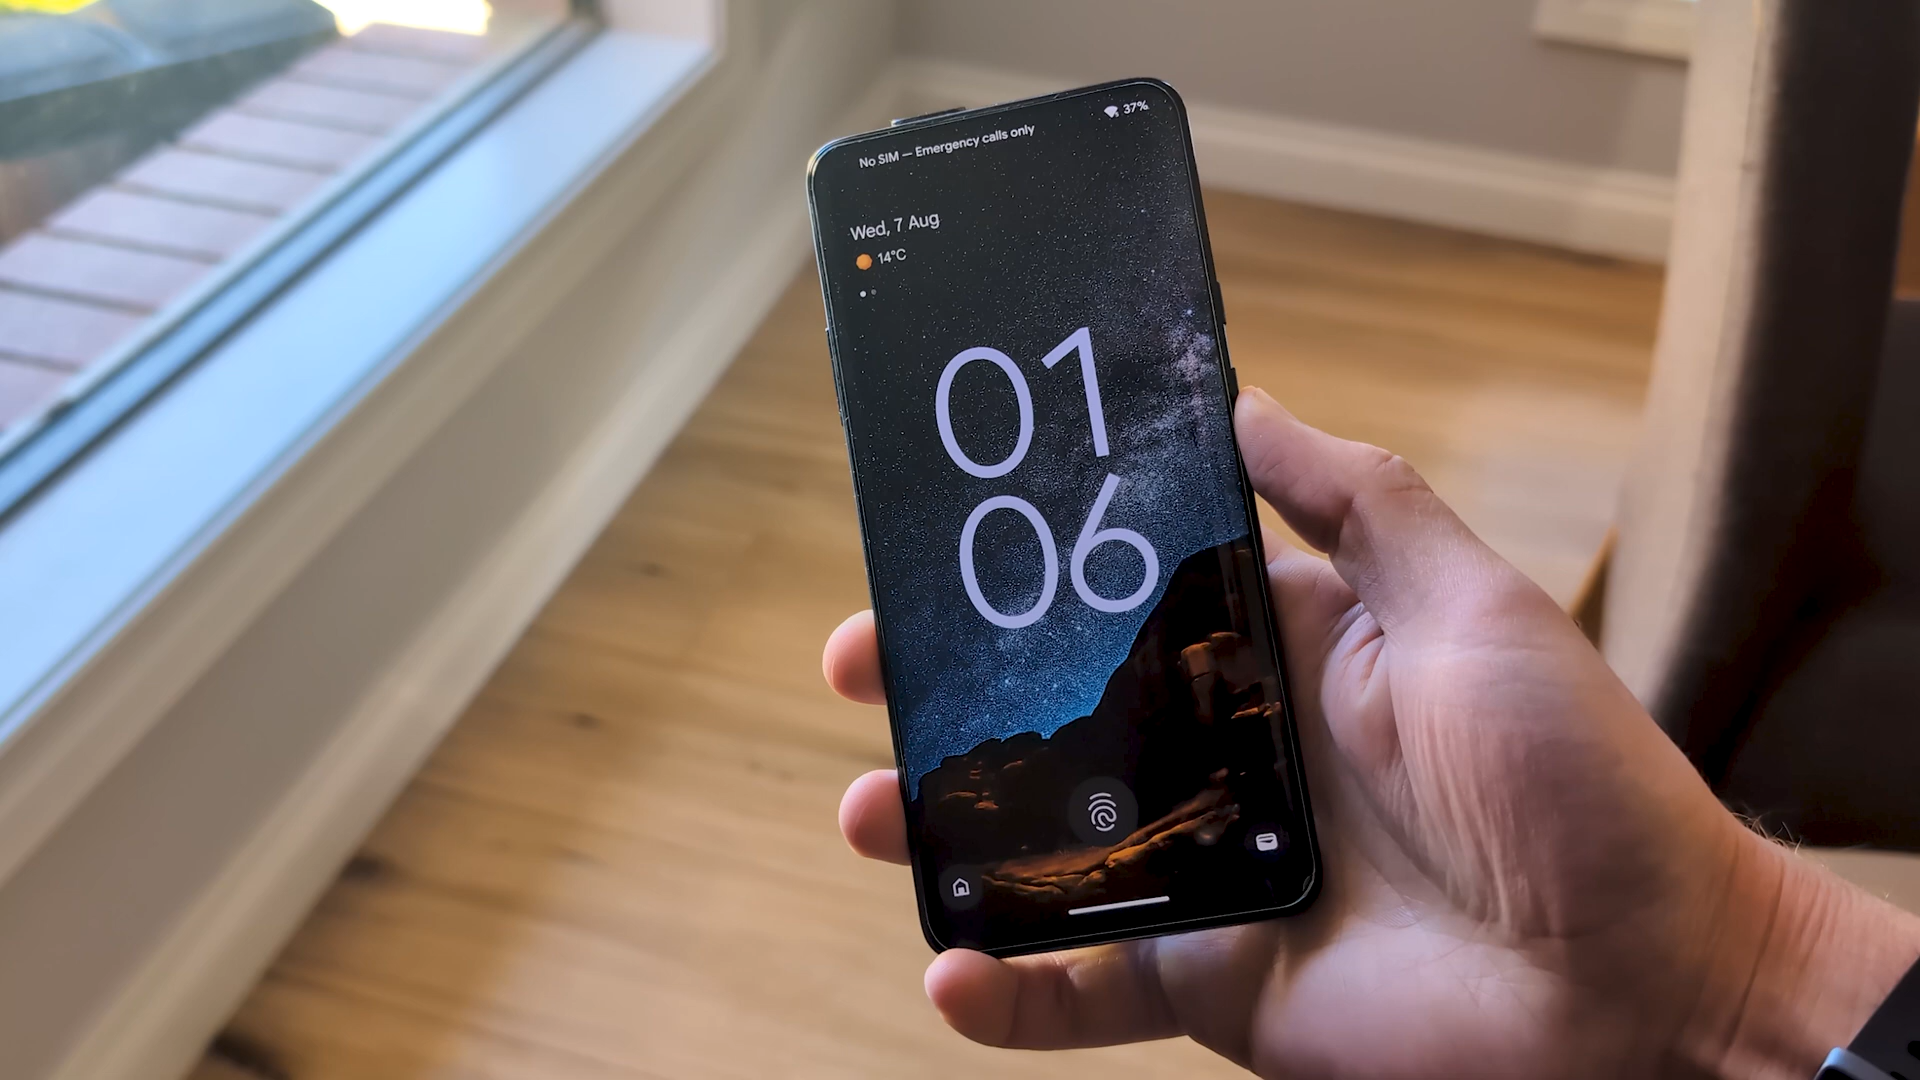 37%
No SIM — Emergency calls only
Wed, 7 Aug
14°C
01
06